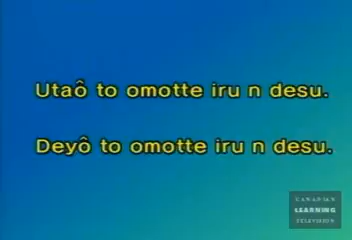 Utaô to omotte iru n desu.
Deyô to omotte iru n desu.
CANADIAN
LEARNING
TELEVISION